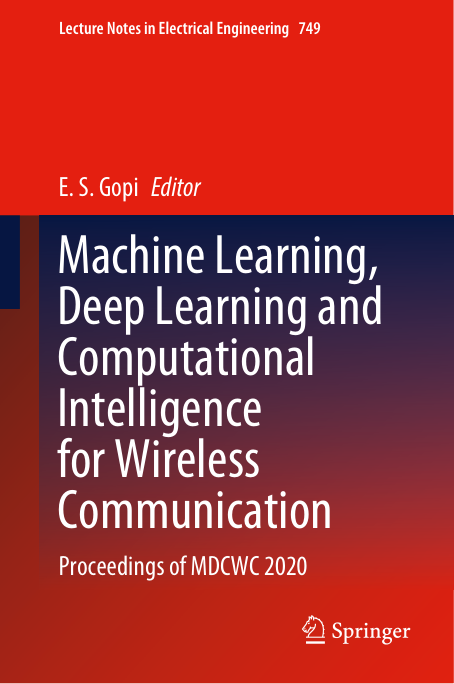 Lecture Notes in Electrical Engineering 749
E. S. Gopi Editor
Machine Learning,
Deep Learning and
Computational
Intelligence
for Wireless
Communication
Proceedings of MDCWC 2020
Springer